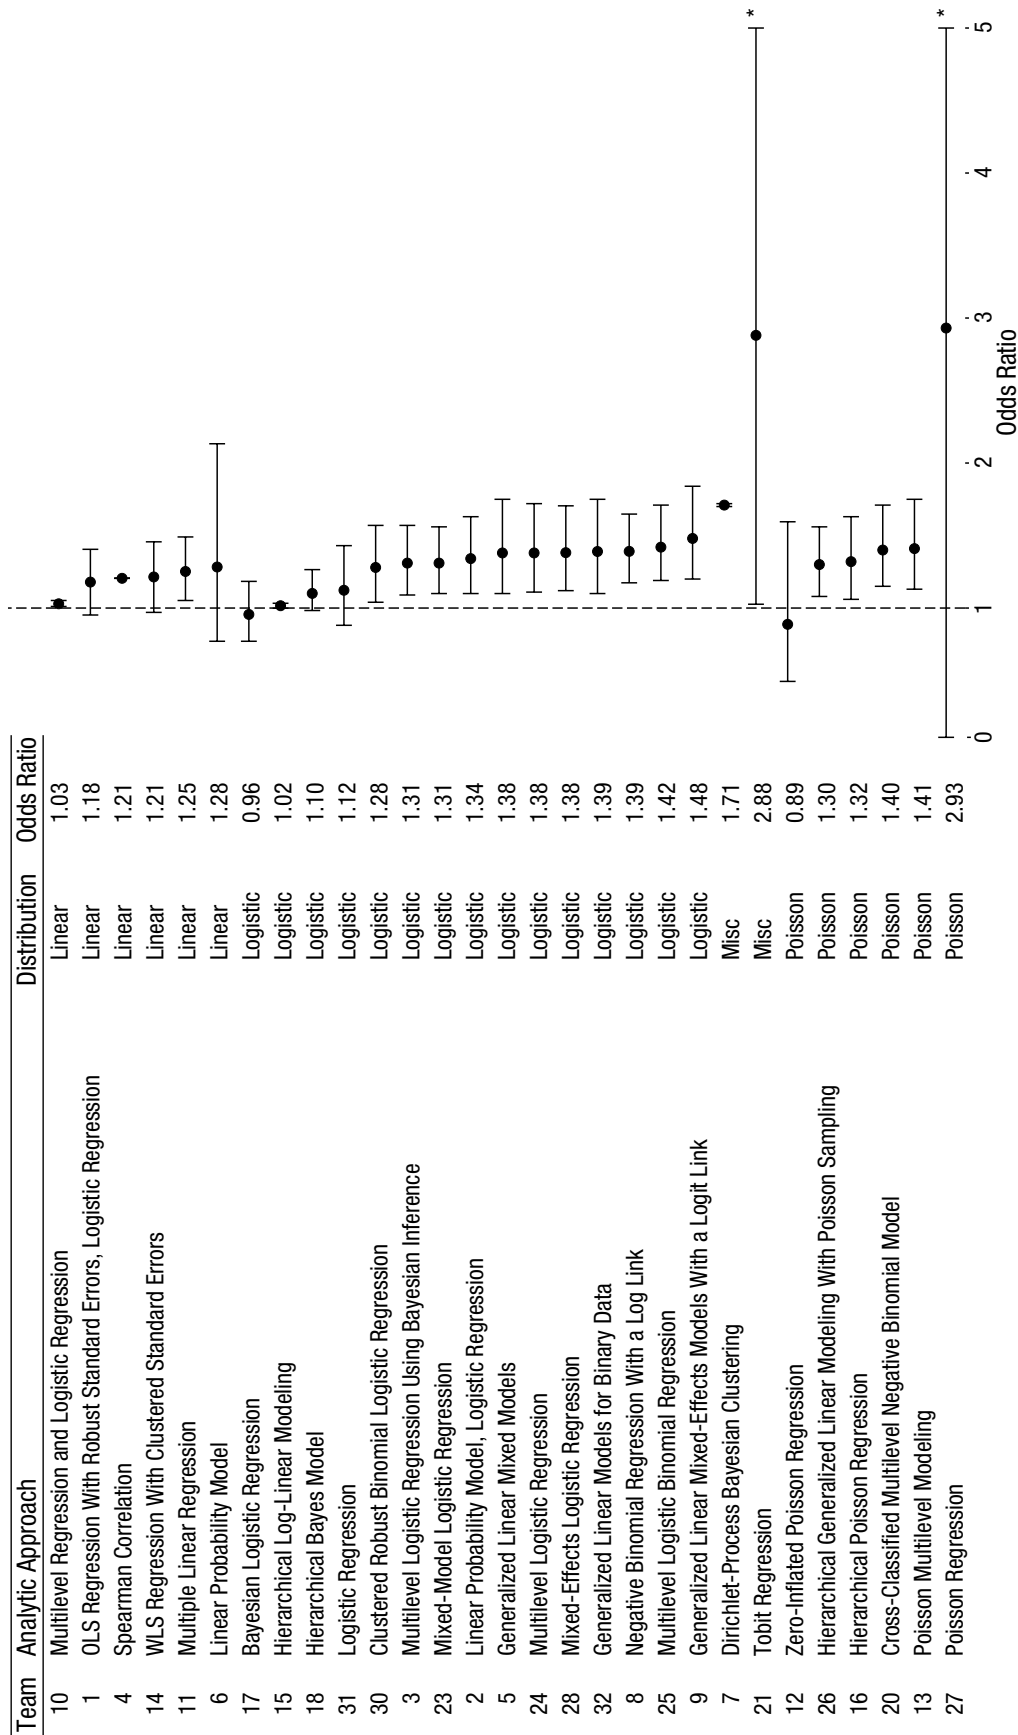 Team Analytic Approach Distribution Odds Ratio
10 Multilevel Regression and Logistic Regression Linear 1.03
1 OLS Regression With Robust Standard Errors, Logistic Regression Linear 1.18
4 Spearman Correlation Linear 1.21
14 WLS Regression With Clustered Standard Errors Linear 1.21
11 Multiple Linear Regression Linear 1.25
6 Linear Probability Model Linear 1.28
17 Bayesian Logistic Regression Logistic 0.96
15 Hierarchical Log-Linear Modeling Logistic 1.02
18 Hierarchical Bayes Model Logistic 1.10
31 Logistic Regression Logistic 1.12
30 Clustered Robust Binomial Logistic Regression Logistic 1.28
3 Multilevel Logistic Regression Using Bayesian Inference Logistic 1.31
23 Mixed-Model Logistic Regression Logistic 1.31
2 Linear Probability Model, Logistic Regression Logistic 1.34
5 Generalized Linear Mixed Models Logistic 1.38
24 Multilevel Logistic Regression Logistic 1.38
28 Mixed-Effects Logistic Regression Logistic 1.38
32 Generalized Linear Models for Binary Data Logistic 1.39
8 Negative Binomial Regression With a Log Link Logistic 1.39
25 Multilevel Logistic Binomial Regression Logistic 1.42
9 Generalized Linear Mixed-Effects Models With a Logit Link Logistic 1.48
7 Dirichlet-Process Bayesian Clustering Misc 1.71
21 Tobit Regression Misc 2.88 *
12 Zero-Inflated Poisson Regression Poisson 0.89
26 Hierarchical Generalized Linear Modeling With Poisson Sampling Poisson 1.30
16 Hierarchical Poisson Regression Poisson 1.32
20 Cross-Classified Multilevel Negative Binomial Model Poisson 1.40
13 Poisson Multilevel Modeling Poisson 1.41
27 Poisson Regression Poisson 2.93 *
0 1 2 3 4 5
Odds Ratio